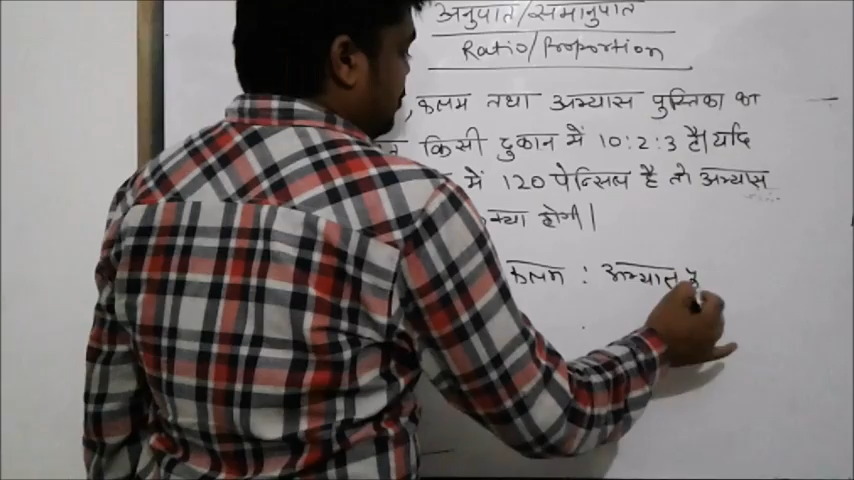 अनुपात/समानुपात
Ratio/Proportion
,कलम तथा अभ्यास पुस्तिका का
किसी दुकान में 10:2:3 है। यदि
में 120 पेन्सिल है तो अभ्यास
क्या होगी।
कलम : अभ्यास